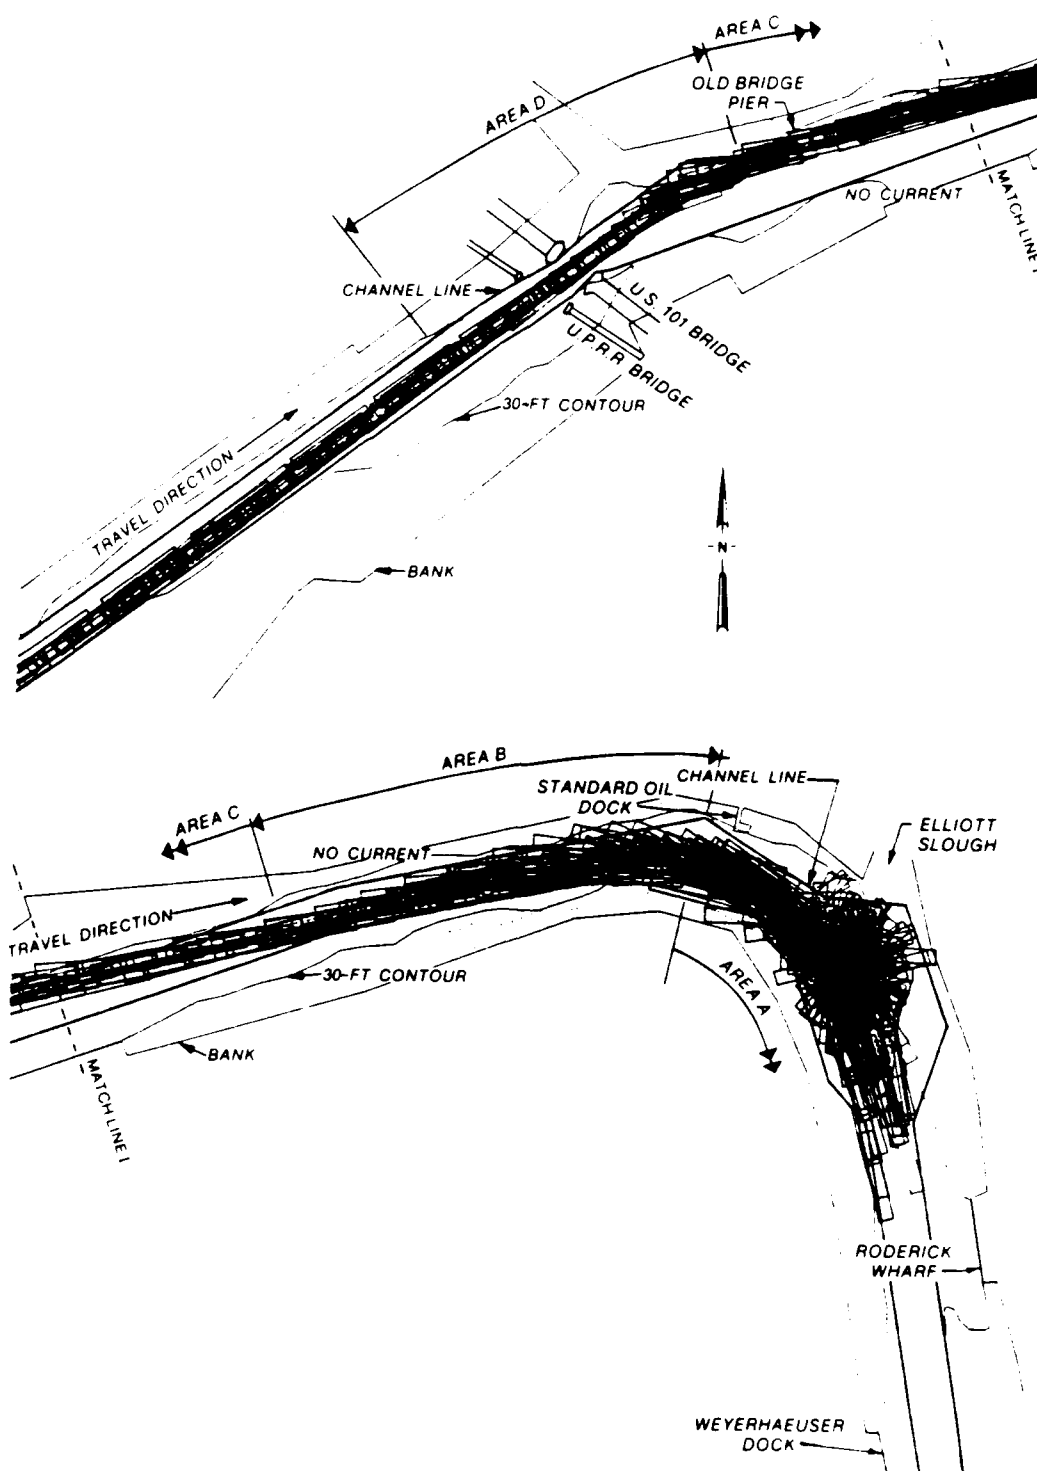 AREA C
AREA D
OLD BRIDGE
PIER
NO CURRENT
MATCH LINE I
CHANNEL LINE
U.S. 101 BRIDGE
U.P.R.R. BRIDGE
30-FT CONTOUR
TRAVEL DIRECTION
-N-
BANK
AREA B
CHANNEL LINE
STANDARD OIL
DOCK
AREA C
ELLIOTT
SLOUGH
NO CURRENT
TRAVEL DIRECTION
30-FT CONTOUR
AREA A
BANK
MATCH LINE I
RODERICK
WHARF
WEYERHAEUSER
DOCK